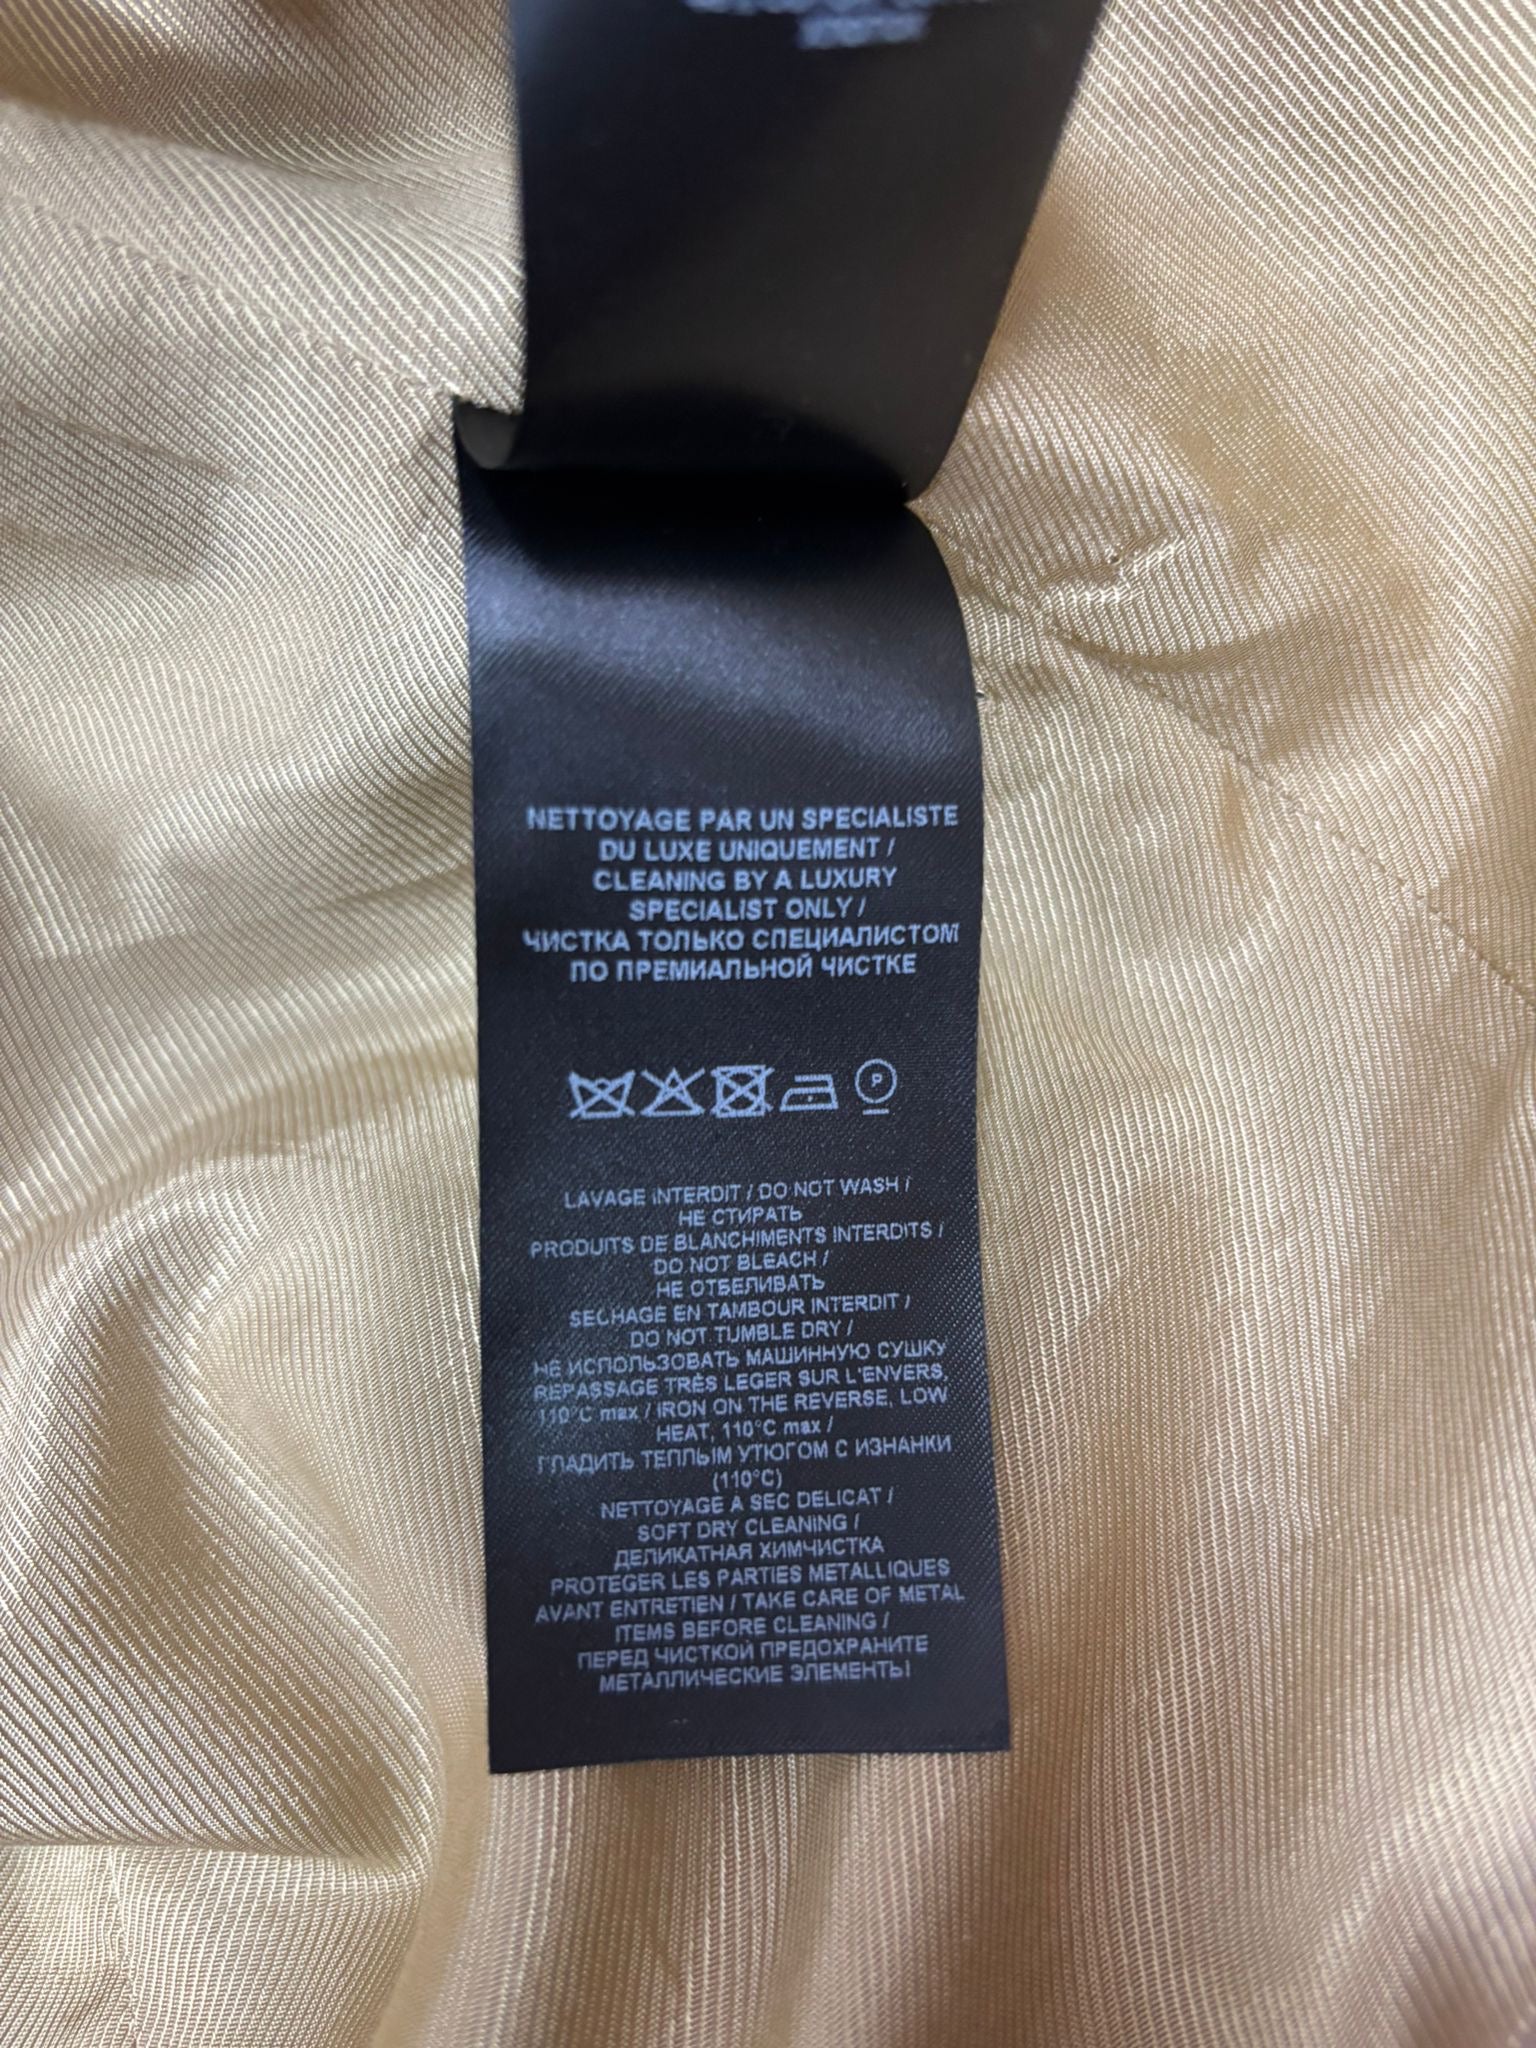 NETTOYAGE PAR UN SPECIALISTE
DU LUXE UNIQUEMENT /
CLEANING BY A LUXURY
SPECIALIST ONLY /
ЧИСТКА ТОЛЬКО СПЕЦИАЛИСТОМ
ПО ПРЕМИАЛЬНОЙ ЧИСТКЕ
P
LAVAGE INTERDIT / DO NOT WASH /
НЕ СТИРАТЬ
PRODUITS DE BLANCHIMENTS INTERDITS /
DO NOT BLEACH /
НЕ ОТБЕЛИВАТЬ
SECHAGE EN TAMBOUR INTERDIT /
DO NOT TUMBLE DRY /
НЕ ИСПОЛЬЗОВАТЬ МАШИННУЮ СУШКУ
REPASSAGE TRÈS LEGER SUR L'ENVERS,
110°C max / IRON ON THE REVERSE, LOW
HEAT, 110°C max /
ГЛАДИТЬ ТЕПЛЫМ УТЮГОМ С ИЗНАНКИ
(110°C)
NETTOYAGE A SEC DELICAT /
SOFT DRY CLEANING /
ДЕЛИКАТНАЯ ХИМЧИСТКА
PROTEGER LES PARTIES METALLIQUES
AVANT ENTRETIEN / TAKE CARE OF METAL
ITEMS BEFORE CLEANING /
ПЕРЕД ЧИСТКОЙ ПРЕДОХРАНИТЕ
МЕТАЛЛИЧЕСКИЕ ЭЛЕМЕНТЫ